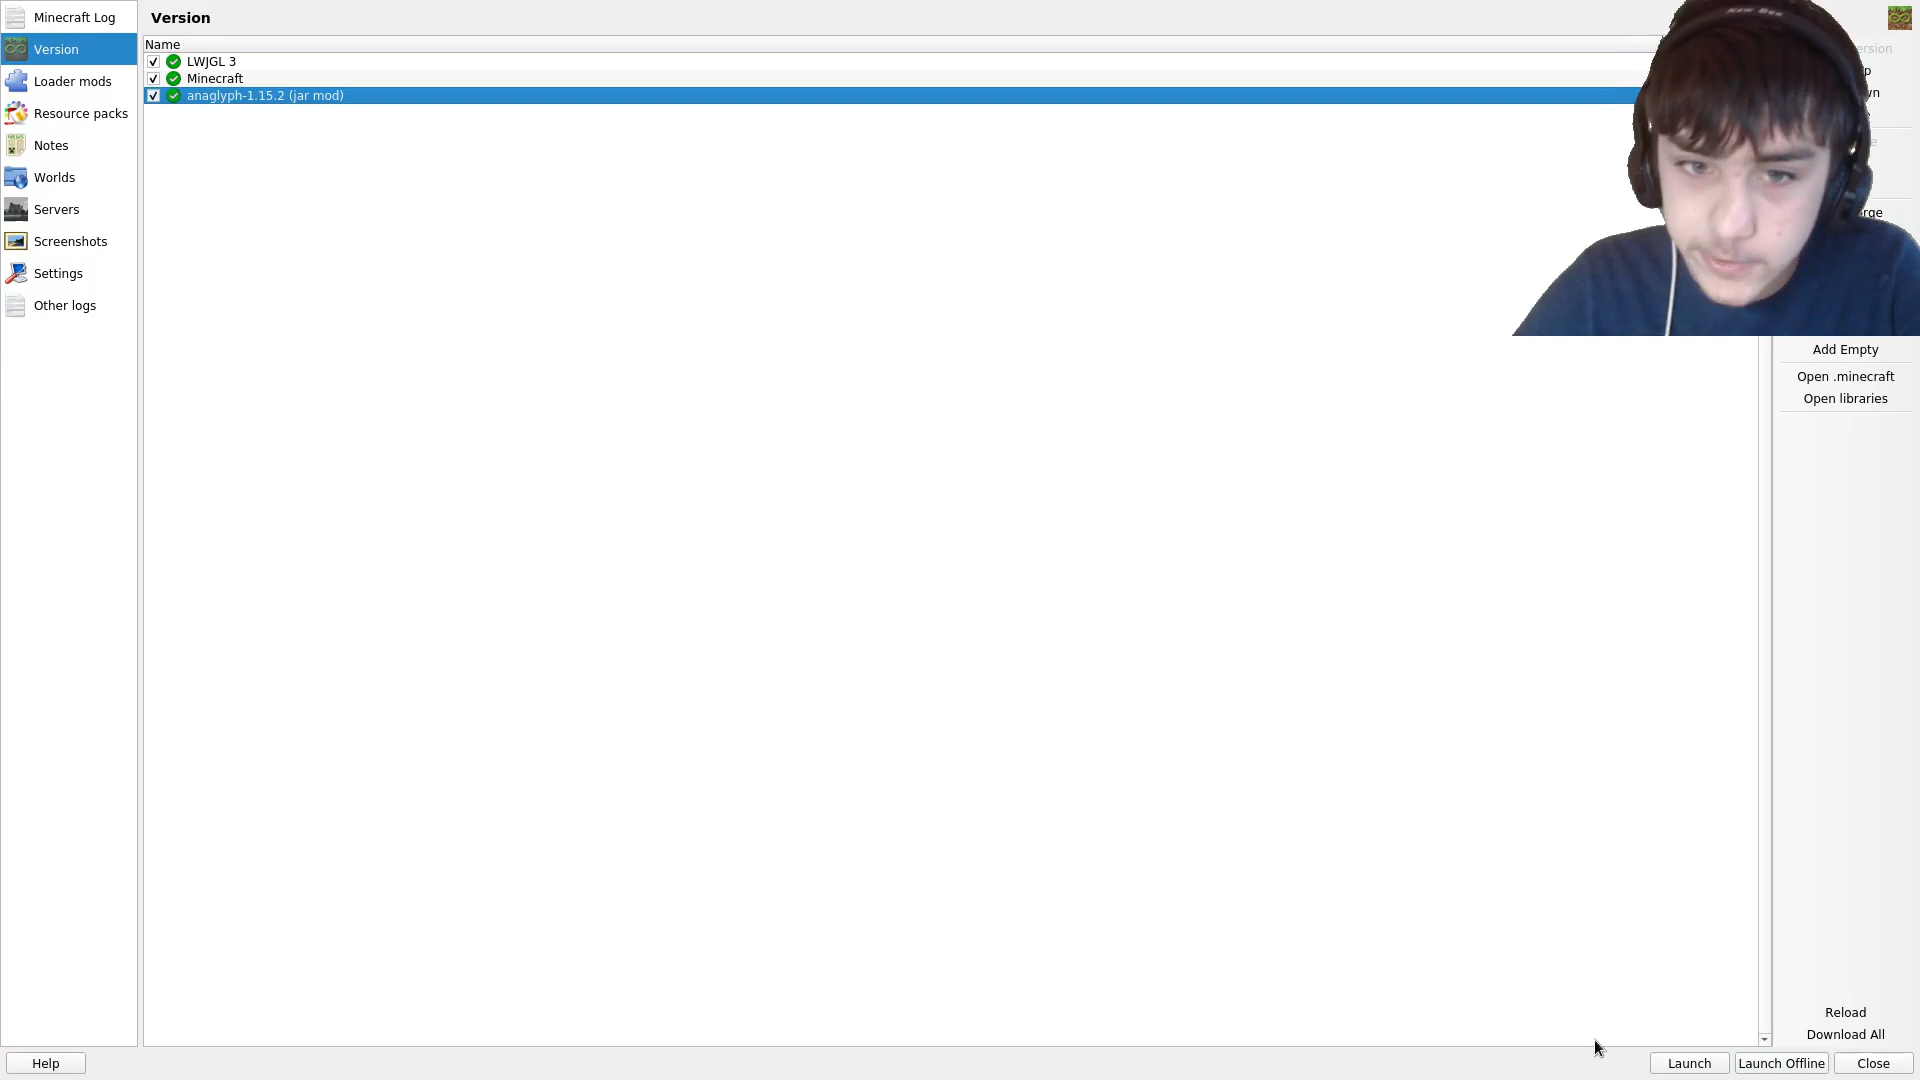 Minecraft Log
Version
Loader mods
Resource packs
Notes
Worlds
Servers
Screenshots
Settings
Other logs
Version
Name
LWJGL 3
Minecraft
anaglyph-1.15.2 (jar mod)
Add Empty
Open .minecraft
Open libraries
Reload
Download All
Help
Launch
Launch Offline
Close